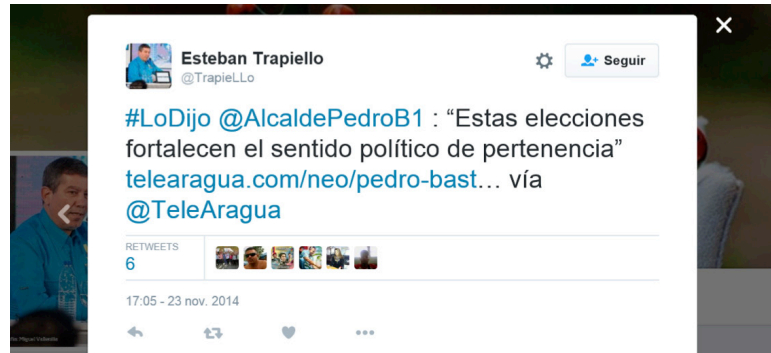 Esteban Trapiello
@TrapieLLo
Seguir
#LoDijo @AlcaldePedroB1 : “Estas elecciones
fortalecen el sentido político de pertenencia”
telearagua.com/neo/pedro-bast… vía
@TeleAragua
RETWEETS
6
17:05 - 23 nov. 2014